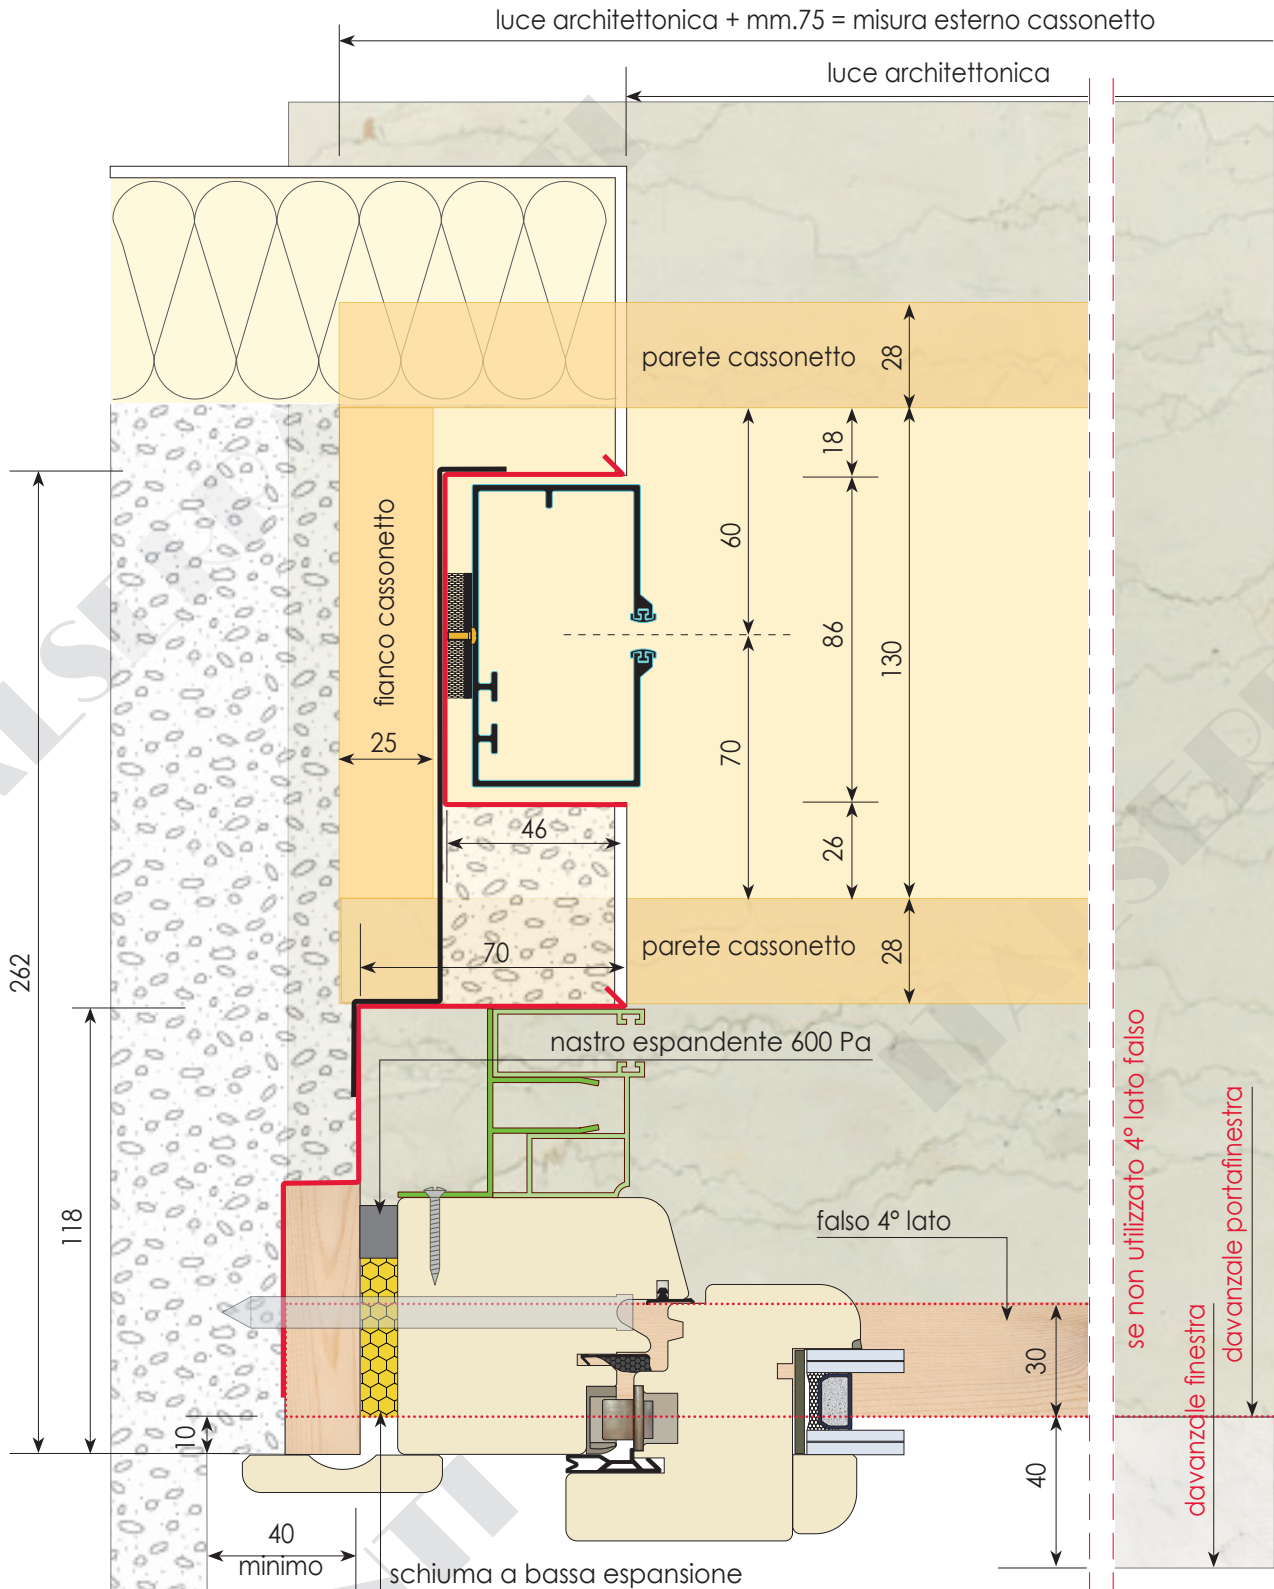 luce architettonica + mm.75 = misura esterno cassonetto
luce architettonica
parete cassonetto
28
18
60
fianco cassonetto
86
130
25
70
46
26
parete cassonetto
28
70
262
nastro espandente 600 Pa
118
falso 4° lato
se non utilizzato 4° lato falso
davanzale portafinestra
davanzale finestra
30
10
40
40
minimo
schiuma a bassa espansione